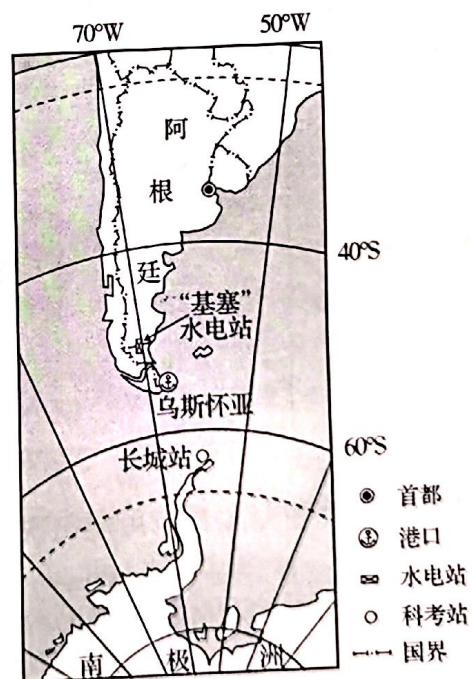 70°W
50°W
阿
根
廷
40°S
"基塞"
水电站
乌斯怀亚
长城站
60°S
首都
港口
水电站
科考站
国界
南极洲